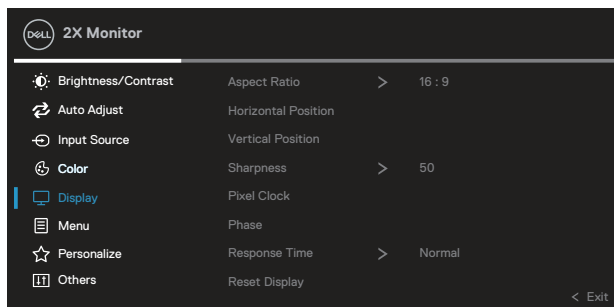 DELL 2X Monitor
Brightness/Contrast Aspect Ratio > 16 : 9
Auto Adjust Horizontal Position
Input Source Vertical Position
Color Sharpness > 50
Display Pixel Clock
Menu Phase
Personalize Response Time > Normal
Others Reset Display
< Exit